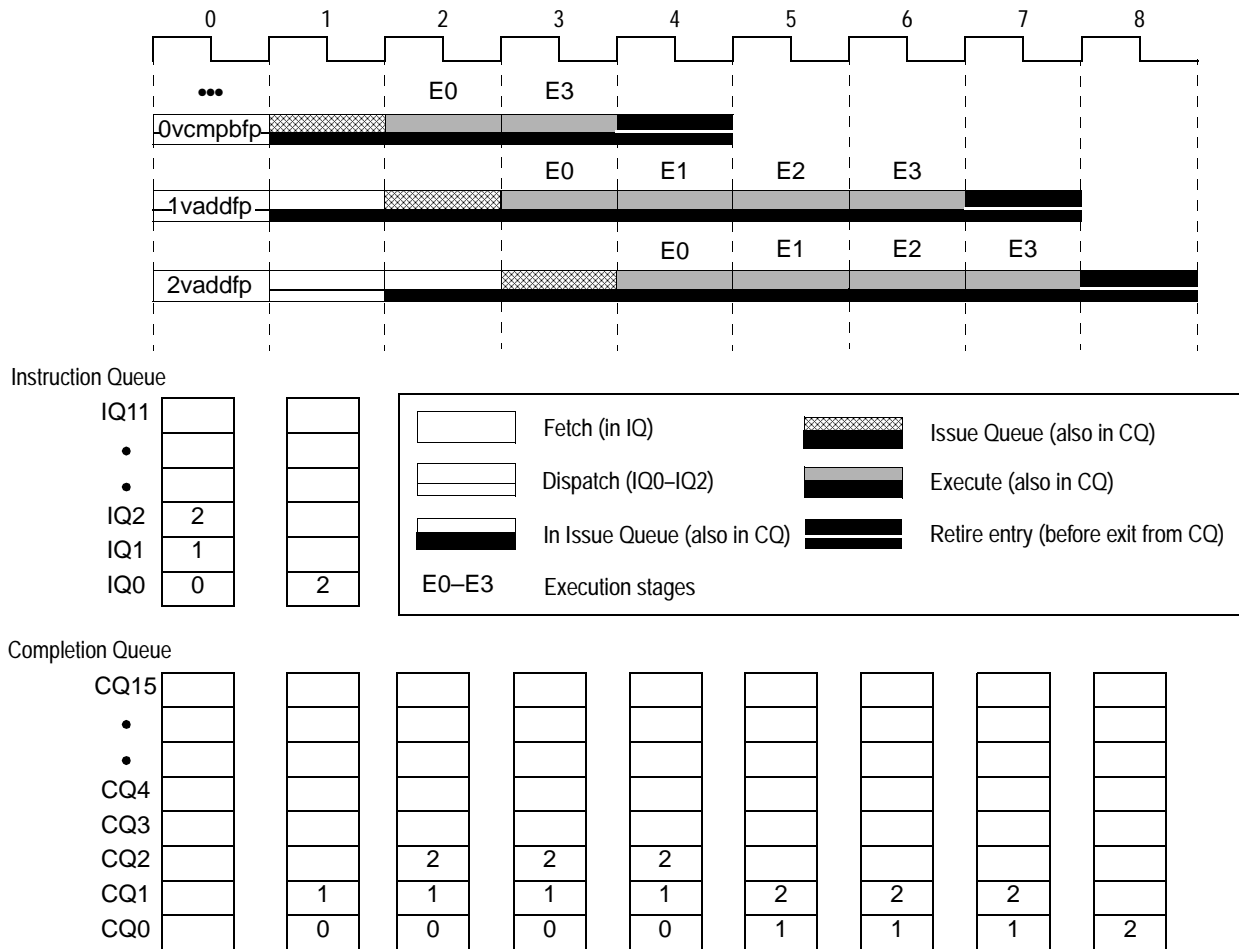 0 1 2 3 4 5 6 7 8
••• E0 E3
0vcmpbfp
E0 E1 E2 E3
1vaddfp
E0 E1 E2 E3
2vaddfp
Instruction Queue
IQ11
•
•
IQ2 2
IQ1 1
IQ0 0 2
Fetch (in IQ)
Issue Queue (also in CQ)
Dispatch (IQ0–IQ2)
Execute (also in CQ)
In Issue Queue (also in CQ)
Retire entry (before exit from CQ)
E0–E3 Execution stages
Completion Queue
CQ15
•
•
CQ4
CQ3
CQ2 2 2 2
CQ1 1 1 1 1 2 2 2
CQ0 0 0 0 0 1 1 1 2